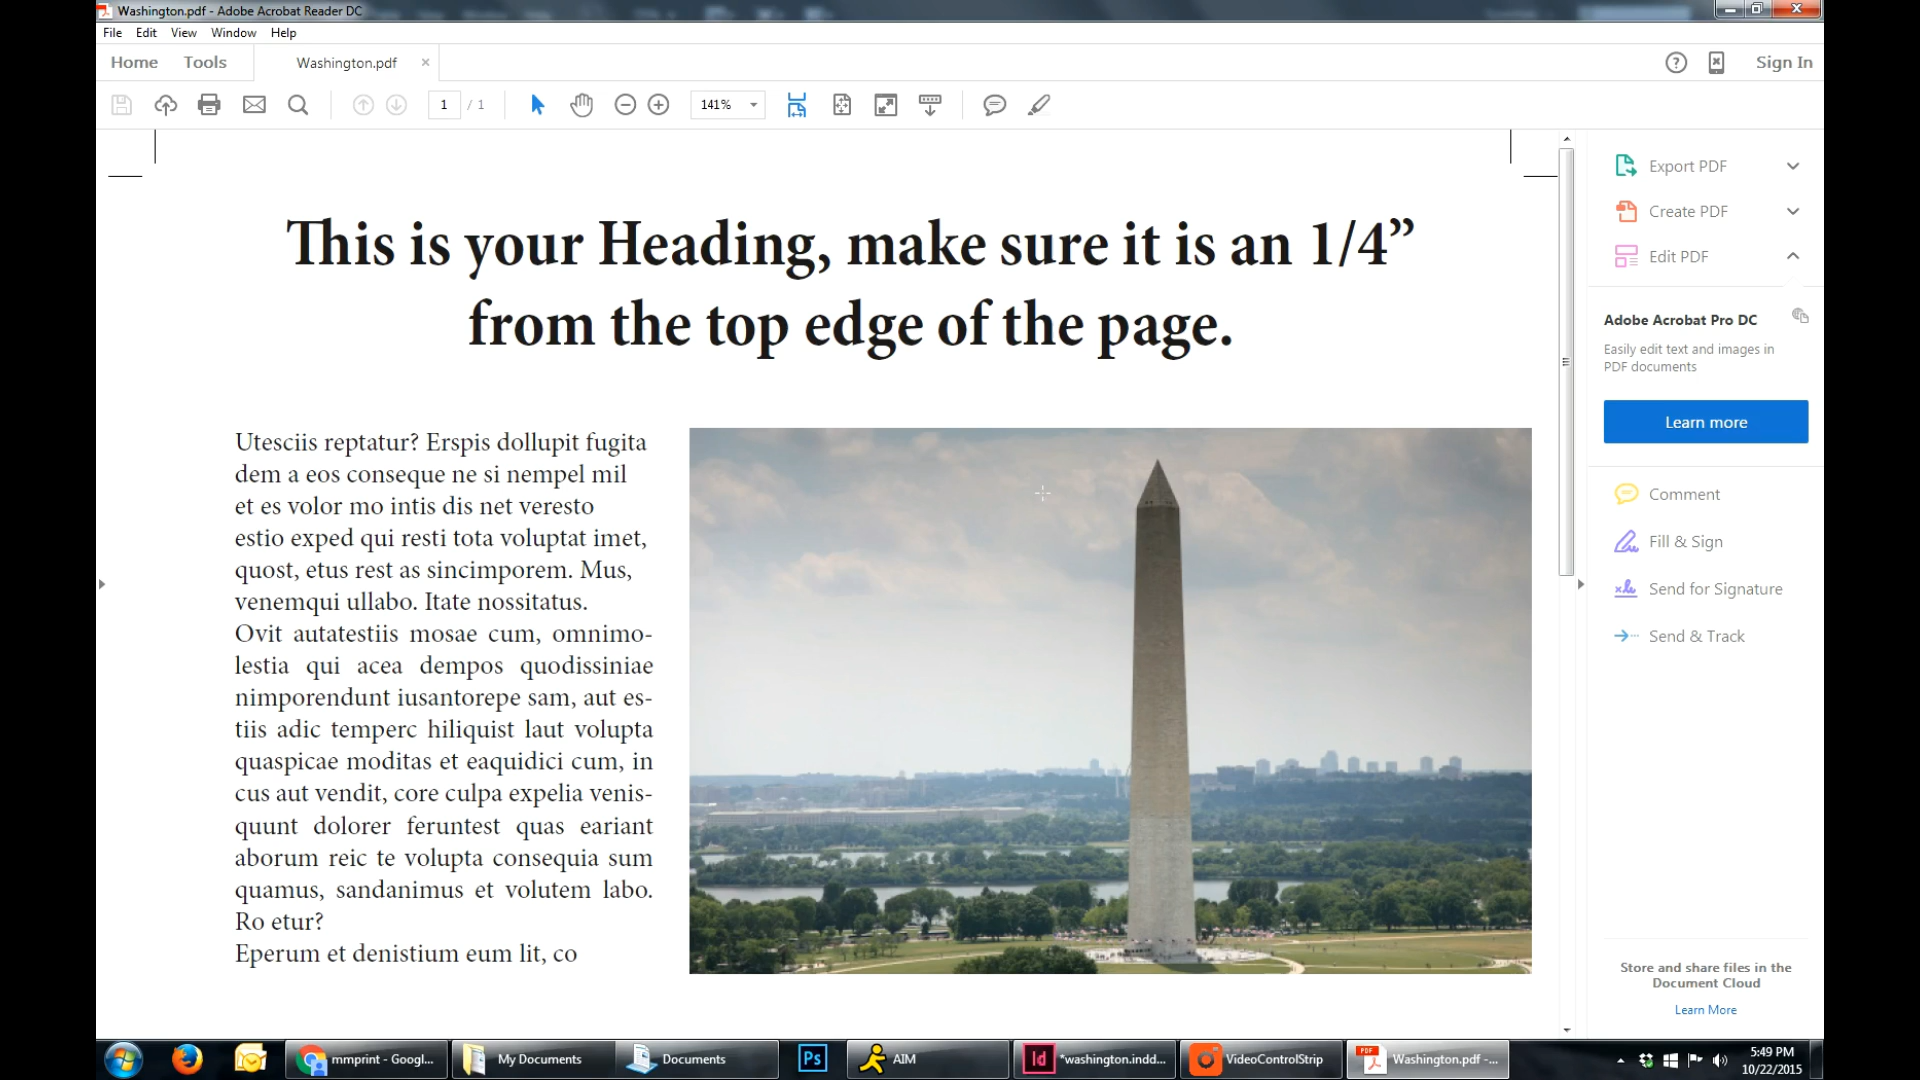 Washington.pdf - Adobe Acrobat Reader DC
File Edit View Window Help
Home Tools Washington.pdf × Sign In
1 / 1 141%
This is your Heading, make sure it is an 1/4”
from the top edge of the page.
Utesciis reptatur? Erspis dollupit fugita
dem a eos conseque ne si nempel mil
et es volor mo intis dis net veresto
estio exped qui resti tota voluptat imet,
quost, etus rest as sincimporem. Mus,
venemqui ullabo. Itate nossitatus.
Ovit autatestiis mosae cum, omnimo-
lestia qui acea dempos quodissiniae
nimporendunt iusantorepe sam, aut es-
tiis adic temperc hiliquist laut volupta
quaspicae moditas et eaquidici cum, in
cus aut vendit, core culpa expelia venis-
quunt dolorer feruntest quas eariant
aborum reic te volupta consequia sum
quamus, sandanimus et volutem labo.
Ro etur?
Eperum et denistium eum lit, co
Export PDF
Create PDF
Edit PDF
Adobe Acrobat Pro DC
Easily edit text and images in
PDF documents
Learn more
Comment
Fill & Sign
Send for Signature
Send & Track
Store and share files in the
Document Cloud
Learn More
mmprint - Googl... My Documents Documents Ps AIM Id *washington.indd... VideoControlStrip PDF Washington.pdf -...
5:49 PM
10/22/2015